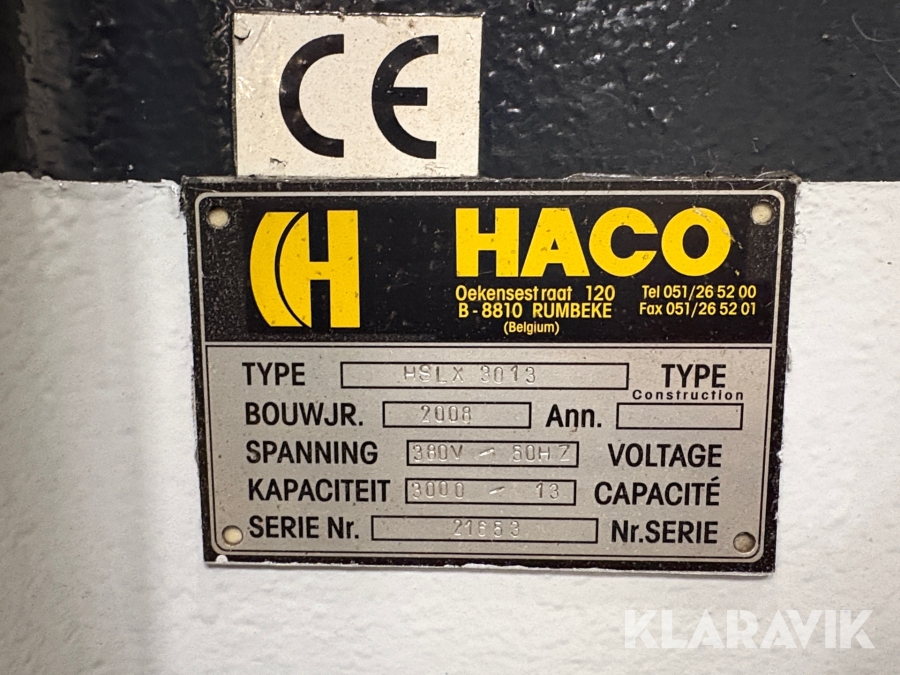 CE
H HACO
Oekensestraat 120 Tel 051/26 52 00
B-8810 RUMBEKE Fax 051/26 52 01
(Belgium)
TYPE HSLX 3013 TYPE
BOUWJR. 2008 Ann. Construction
SPANNING 380V ~ 50HZ VOLTAGE
KAPACITEIT 3000 - 13 CAPACITÉ
SERIE Nr. 21653 Nr.SERIE
KLARAVIK